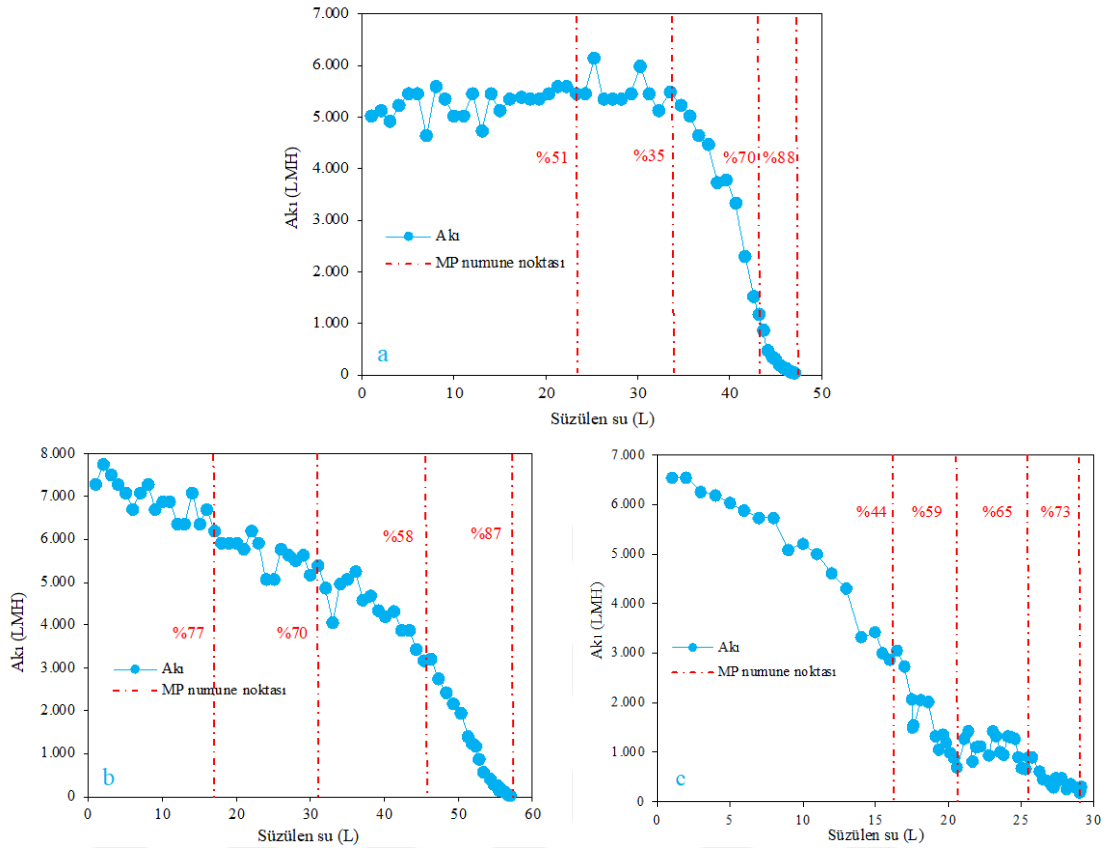 7.000
6.000
5.000
4.000
3.000
2.000
1.000
0
Akı (LMH)
%51
%35
%70
%88
Akı
MP numune noktası
a
0 10 20 30 40 50
Süzülen su (L)
8.000
7.000
6.000
5.000
4.000
3.000
2.000
1.000
0
Akı (LMH)
%77
%70
%58
%87
Akı
MP numune noktası
b
0 10 20 30 40 50 60
Süzülen su (L)
7.000
6.000
5.000
4.000
3.000
2.000
1.000
0
Akı (LMH)
%44
%59
%65
%73
Akı
MP numune noktası
c
0 5 10 15 20 25 30
Süzülen su (L)